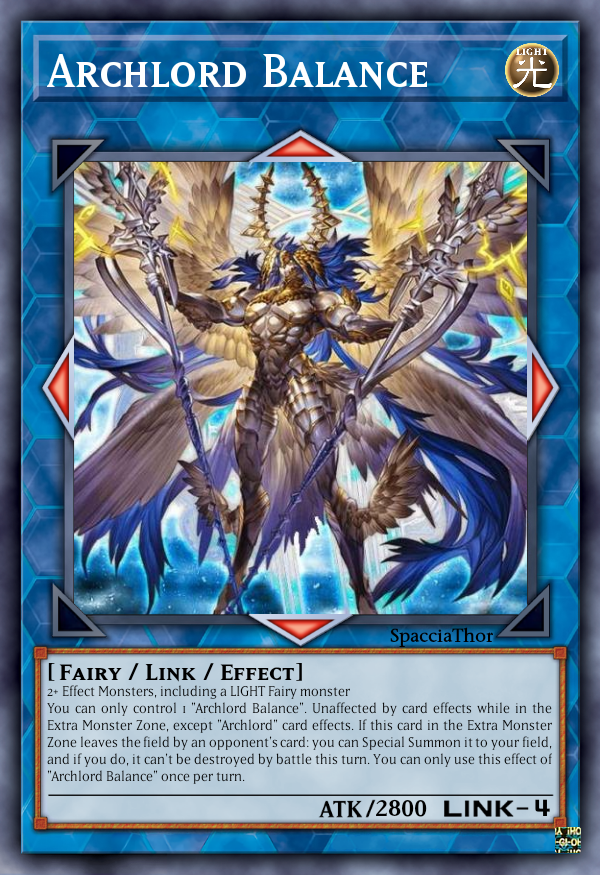 ARCHLORD BALANCE
LIGHT
光
SpacciaThor
[ FAIRY / LINK / EFFECT]
2+ Effect Monsters, including a LIGHT Fairy monster
You can only control 1 "Archlord Balance". Unaffected by card effects while in the
Extra Monster Zone, except "Archlord" card effects. If this card in the Extra Monster
Zone leaves the field by an opponent's card: you can Special Summon it to your field,
and if you do, it can't be destroyed by battle this turn. You can only use this effect of
"Archlord Balance" once per turn.
ATK/2800 LINK-4